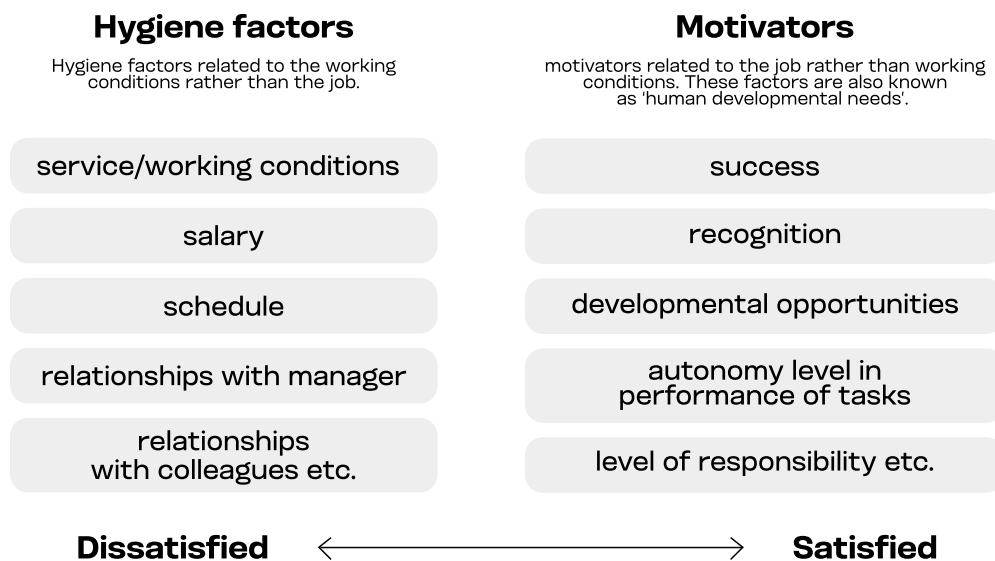 Hygiene factors
Hygiene factors related to the working
conditions rather than the job.
service/working conditions
salary
schedule
relationships with manager
relationships
with colleagues etc.
Motivators
motivators related to the job rather than working
conditions. These factors are also known
as 'human developmental needs'.
success
recognition
developmental opportunities
autonomy level in
performance of tasks
level of responsibility etc.
Dissatisfied
Satisfied